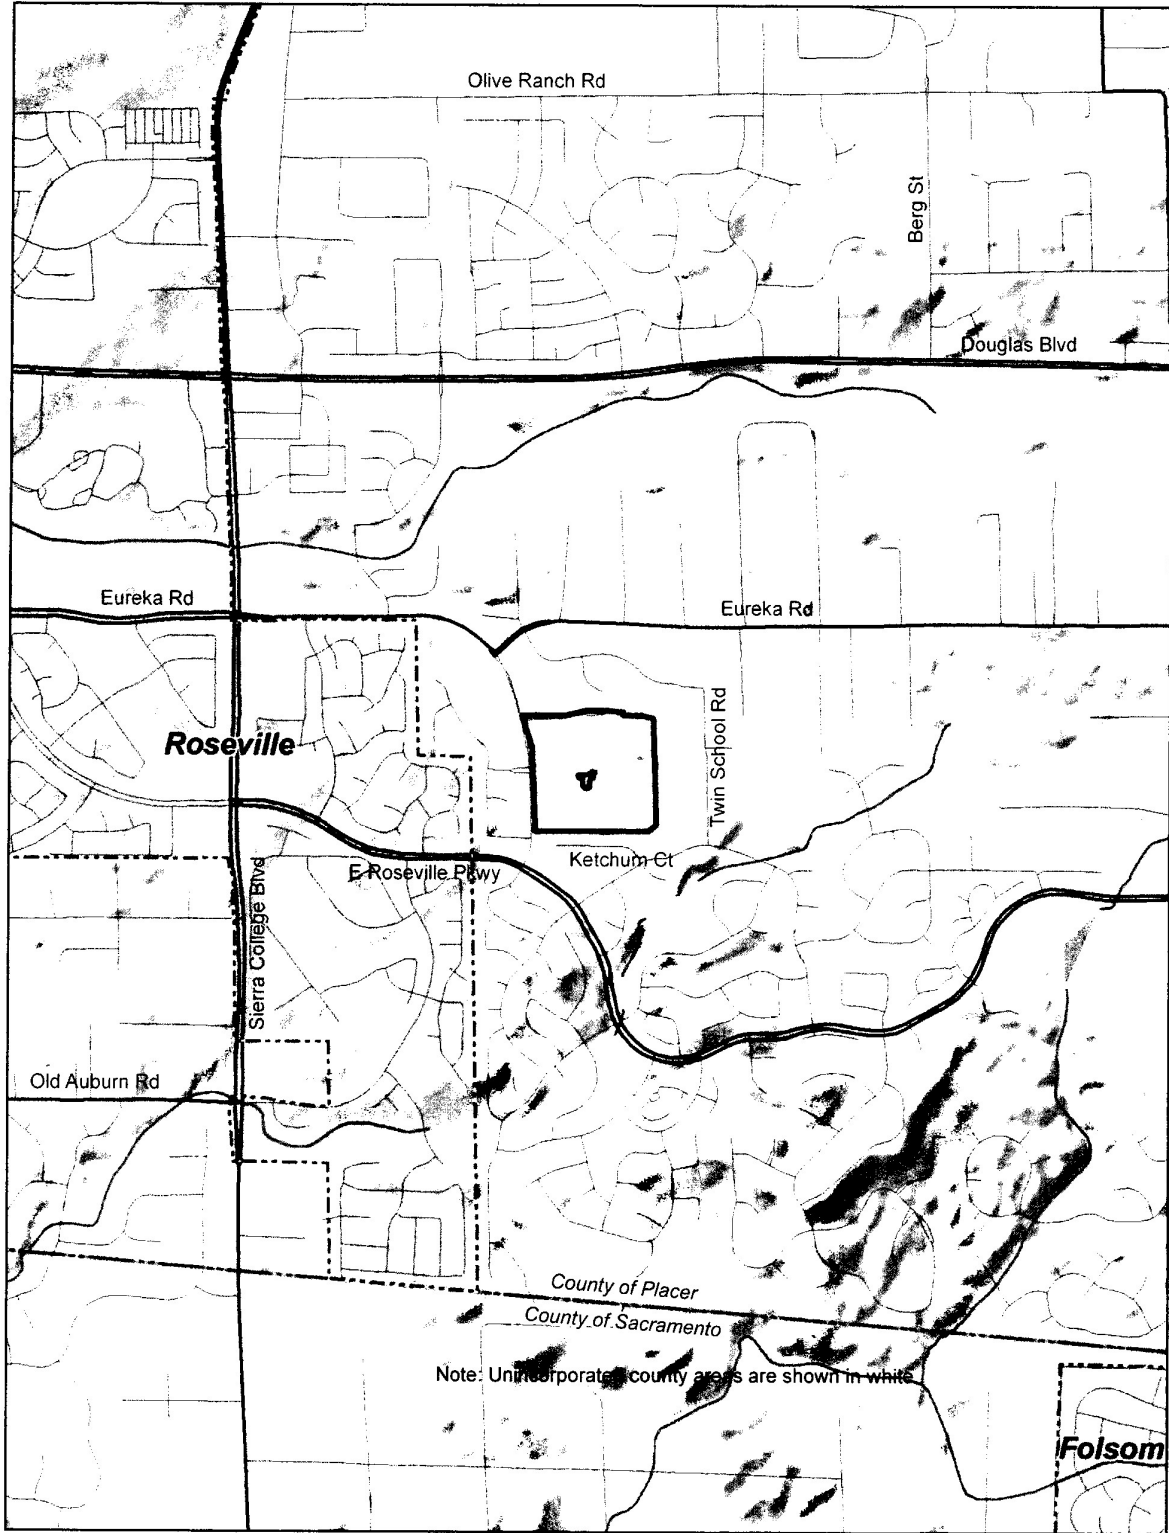 Olive Ranch Rd
Berg St
Douglas Blvd
Eureka Rd
Eureka Rd
Twin School Rd
Roseville
Ketchum Ct
E Roseville Pkwy
Sierra College Blvd
Old Auburn Rd
County of Placer
County of Sacramento
Note: Unincorporated county areas are shown in white
Folsom